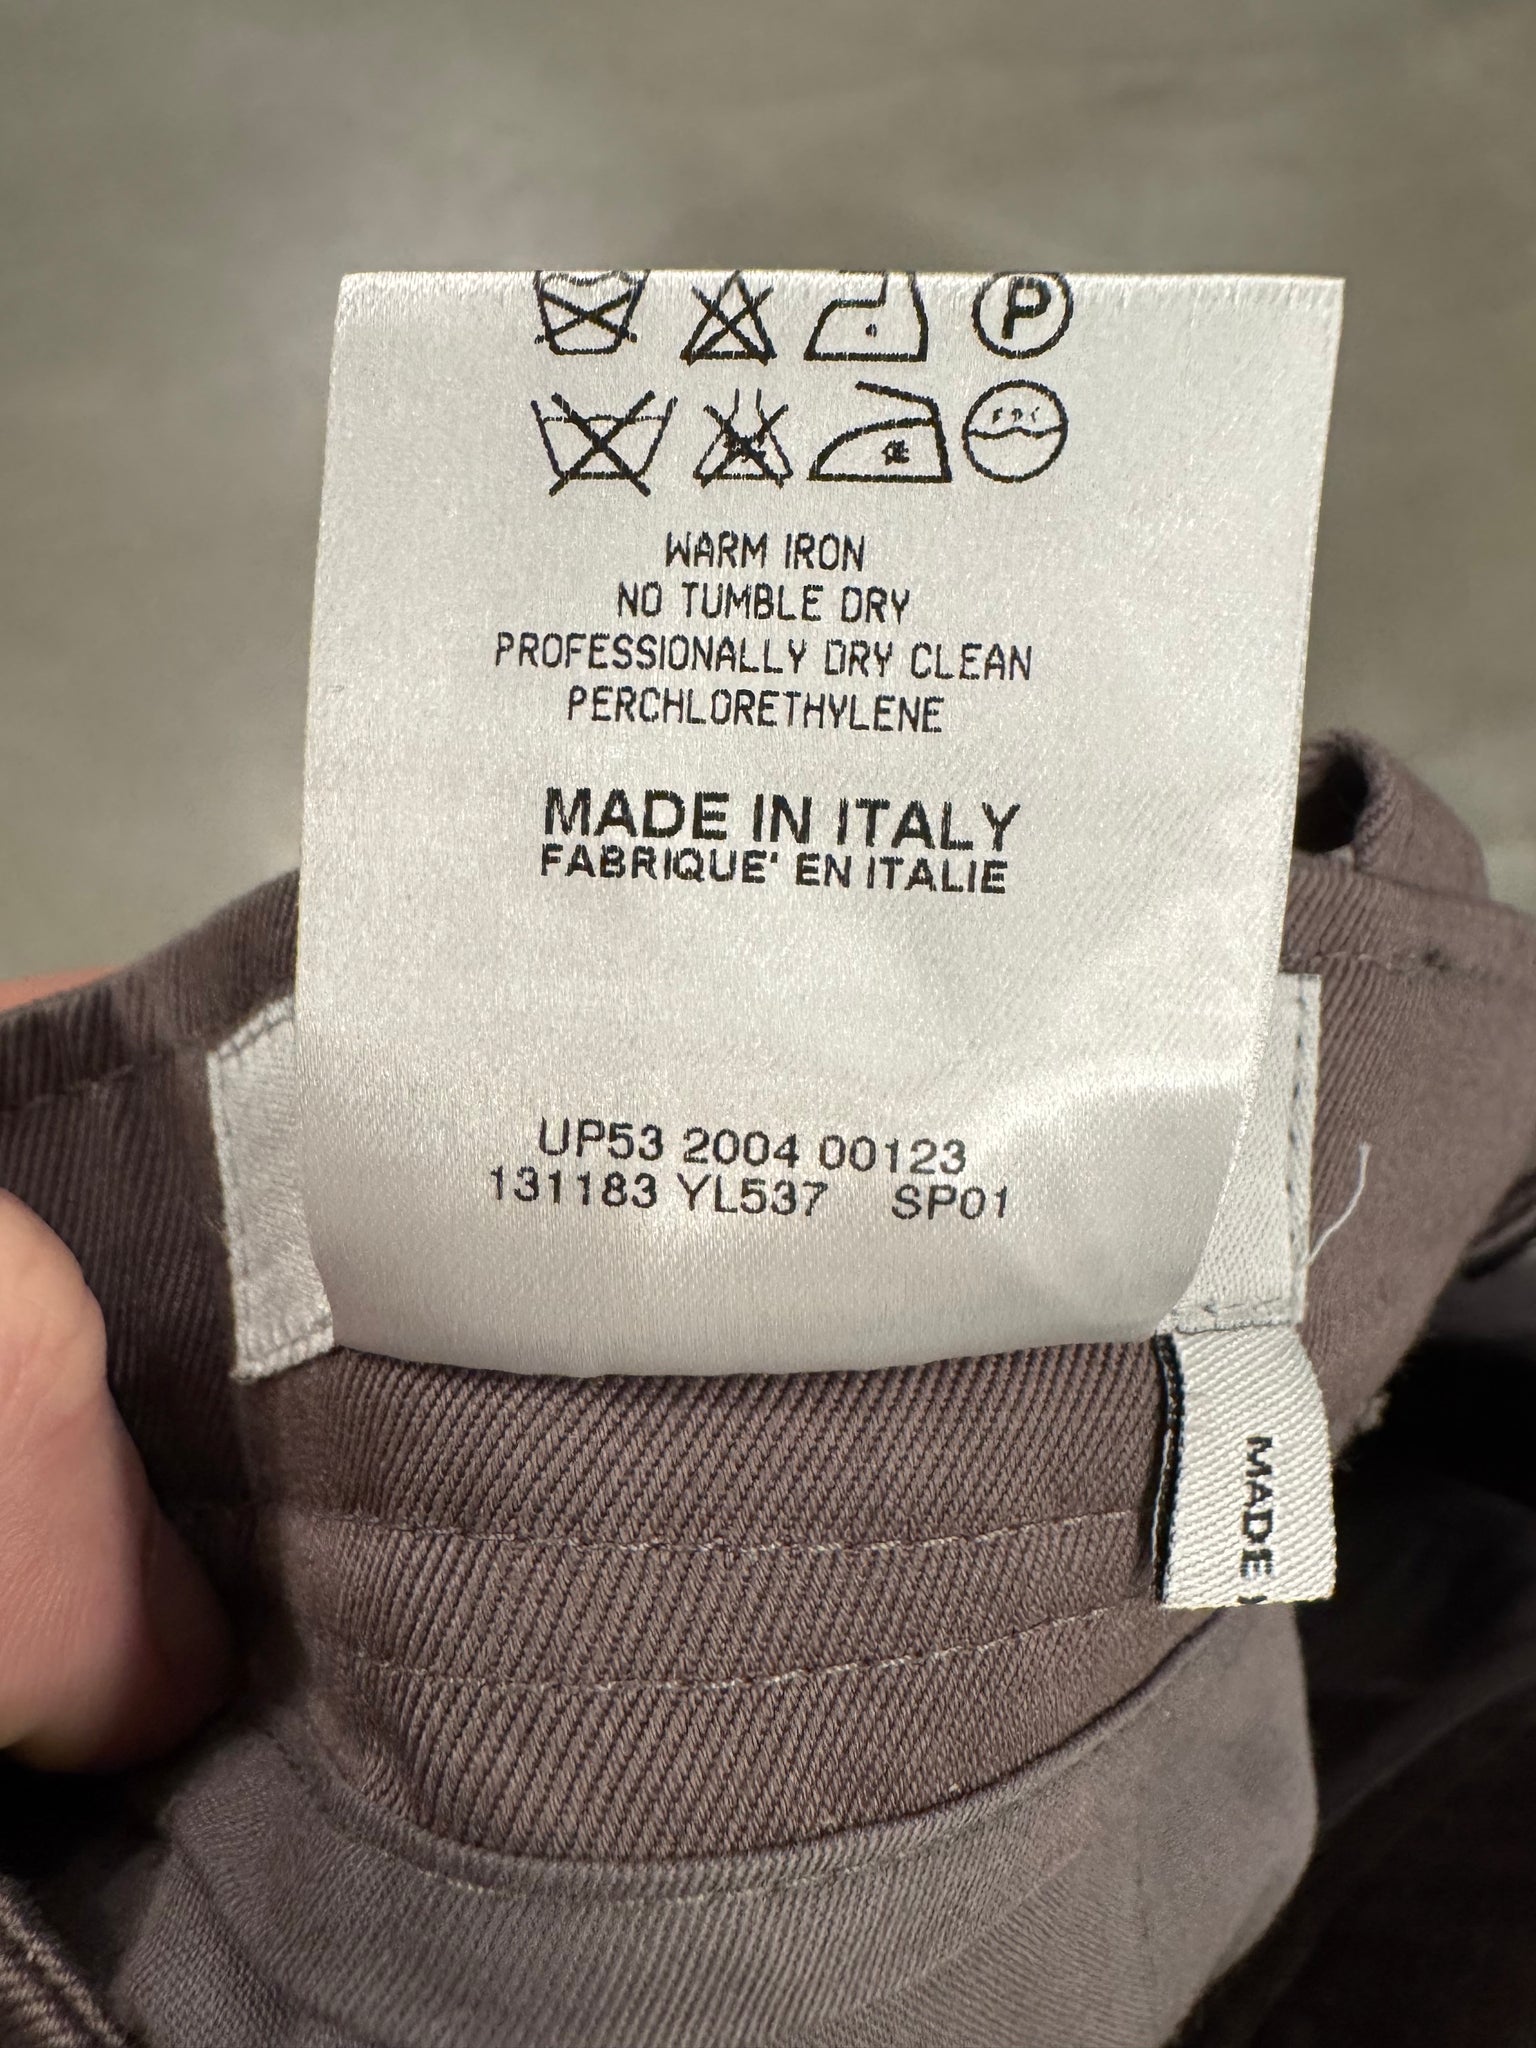 P
WARM IRON
NO TUMBLE DRY
PROFESSIONALLY DRY CLEAN
PERCHLORETHYLENE
MADE IN ITALY
FABRIQUE' EN ITALIE
UP53 2004 00123
131183 YL537 SP01
MADE